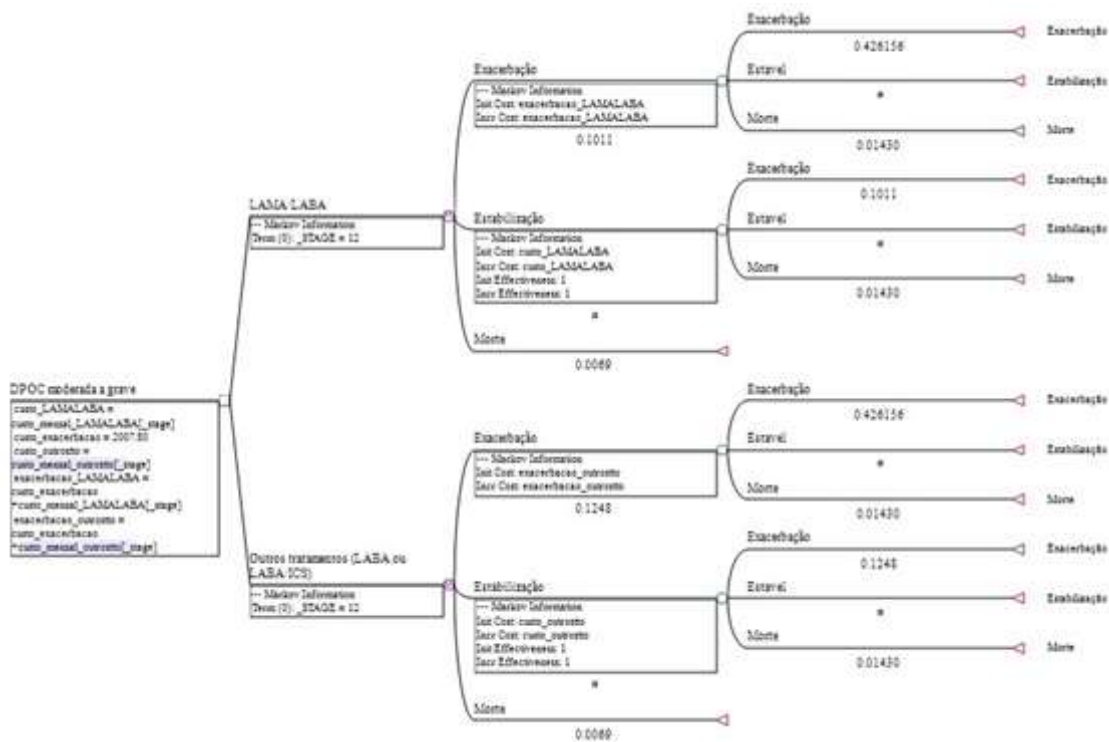 Exacerbação
0.426156
Exacerbação
Estavel
#
Estabilização
Morte
0.01430
Morte
Exacerbação
--- Markov Information
Init Cost: exacerbacao_LAMALABA
Incr Cost: exacerbacao_LAMALABA
0.1011
Exacerbação
0.1011
Exacerbação
Estavel
#
Estabilização
Morte
0.01430
Morte
LAMA LABA
--- Markov Information
Term (0): _STAGE = 12
Estabilização
--- Markov Information
Init Cost: custo_LAMALABA
Incr Cost: custo_LAMALABA
Init Effectiveness: 1
Incr Effectiveness: 1
#
Morte
0.0069
DPOC moderada a grave
custo_LAMALABA =
custo_mensal_LAMALABA[_stage]
custo_exacerbacao =
custo_outrostto =
custo_mensal_outrostto[_stage]
exacerbacao_LAMALABA =
custo_exacerbacao
+custo_mensal_LAMALABA[_stage]
exacerbacao_outrostto =
custo_exacerbacao
+custo_mensal_outrostto[_stage]
Exacerbação
0.426156
Exacerbação
Estavel
#
Estabilização
Morte
0.01430
Morte
Exacerbação
--- Markov Information
Init Cost: exacerbacao_outrostto
Incr Cost: exacerbacao_outrostto
0.1248
Exacerbação
0.1248
Exacerbação
Estavel
#
Estabilização
Morte
0.01430
Morte
Outros tratamentos (LABA ou
LABA/ICS)
--- Markov Information
Term (0): _STAGE = 12
Estabilização
--- Markov Information
Init Cost: custo_outrostto
Incr Cost: custo_outrostto
Init Effectiveness: 1
Incr Effectiveness: 1
#
Morte
0.0069